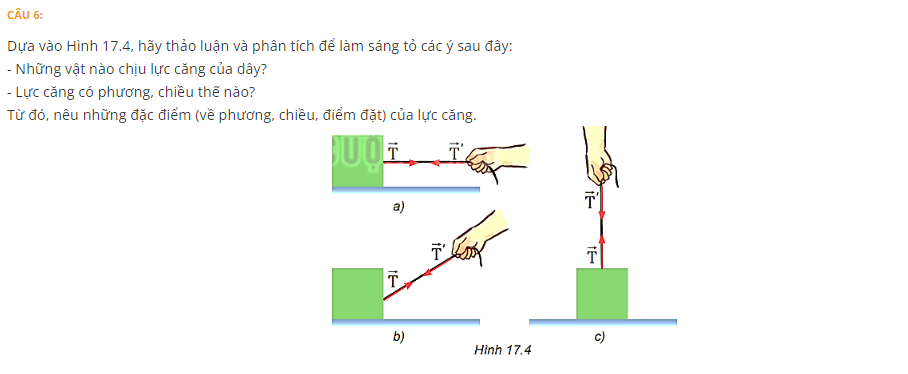 CÂU 6:
Dựa vào Hình 17.4, hãy thảo luận và phân tích để làm sáng tỏ các ý sau đây:
- Những vật nào chịu lực căng của dây?
- Lực căng có phương, chiều thế nào?
Từ đó, nêu những đặc điểm (về phương, chiều, điểm đặt) của lực căng.
T⃗ T⃗'
a)
T⃗'
T⃗
b)
T⃗'
T⃗
c)
Hình 17.4